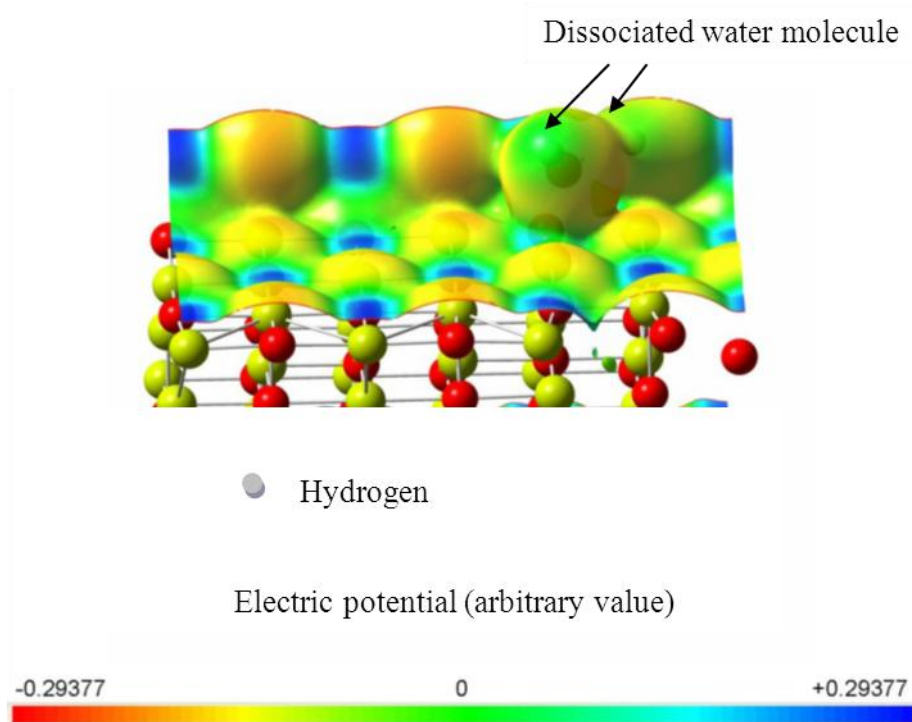 Dissociated water molecule
Hydrogen
Electric potential (arbitrary value)
-0.29377 0 +0.29377